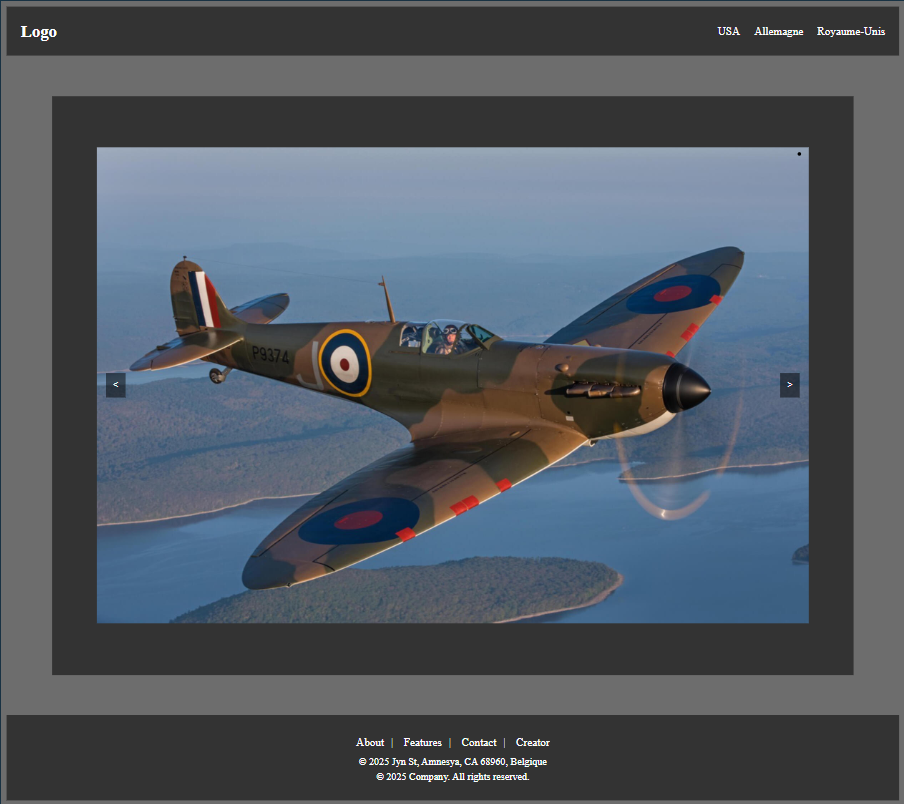 Logo
USA Allemagne Royaume-Unis
P9374
J
<
>
About | Features | Contact | Creator
© 2025 Jyn St, Amnesya, CA 68960, Belgique
© 2025 Company. All rights reserved.